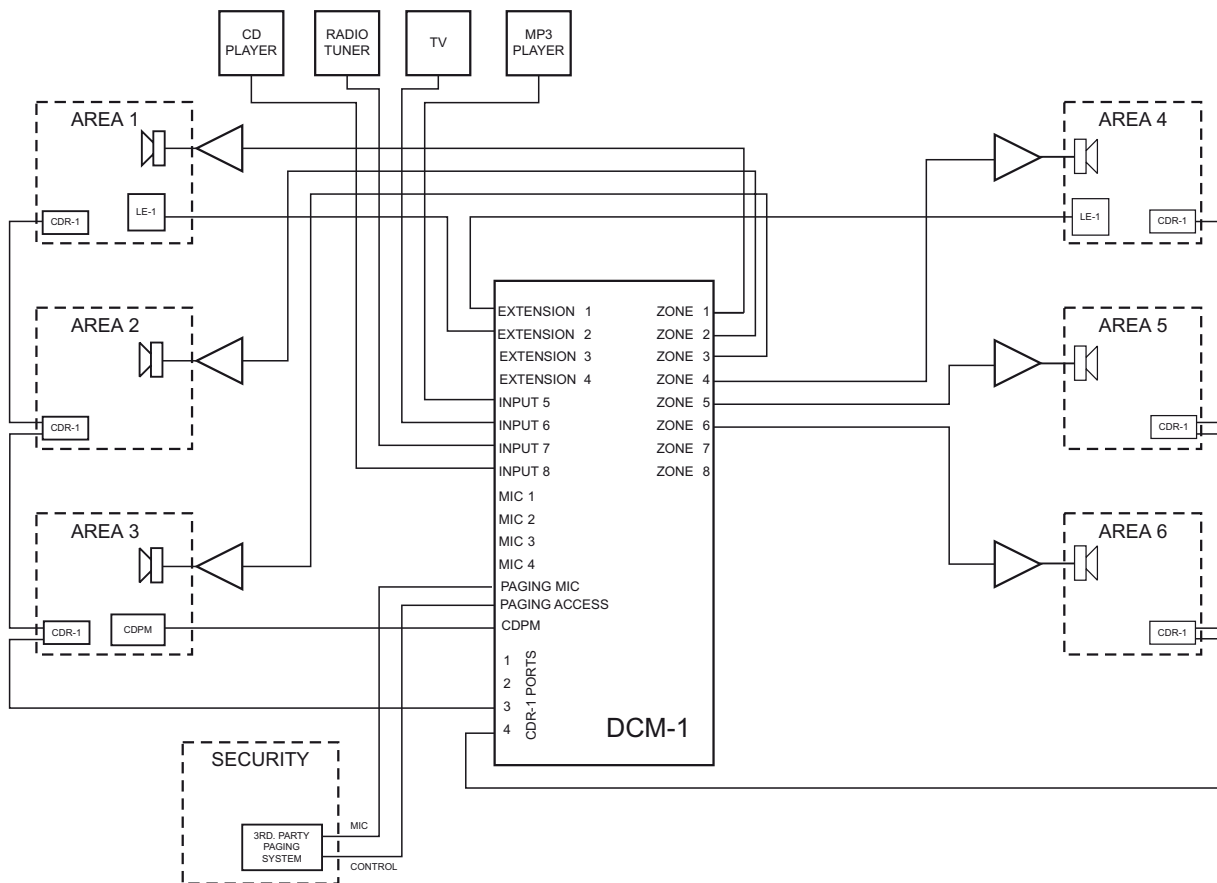 CD
PLAYER
RADIO
TUNER
TV
MP3
PLAYER
AREA 1
LE-1
CDR-1
AREA 2
CDR-1
AREA 3
CDR-1
CDPM
EXTENSION 1
EXTENSION 2
EXTENSION 3
EXTENSION 4
INPUT 5
INPUT 6
INPUT 7
INPUT 8
MIC 1
MIC 2
MIC 3
MIC 4
PAGING MIC
PAGING ACCESS
CDPM
1
2
3
4
CDR-1 PORTS
ZONE 1
ZONE 2
ZONE 3
ZONE 4
ZONE 5
ZONE 6
ZONE 7
ZONE 8
DCM-1
AREA 4
LE-1
CDR-1
AREA 5
CDR-1
AREA 6
CDR-1
SECURITY
3RD. PARTY
PAGING
SYSTEM
MIC
CONTROL